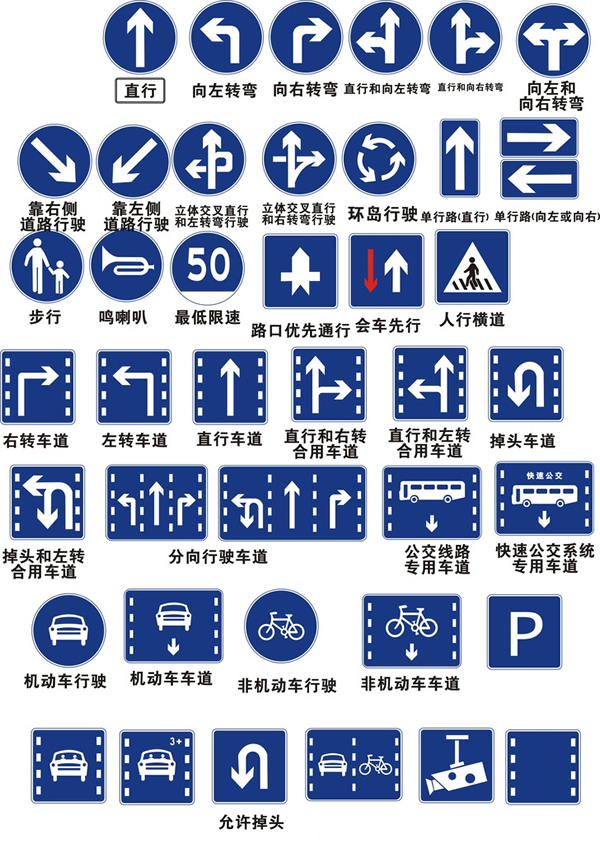 直行
向左转弯
向右转弯
直行和向左转弯
直行和向右转弯
向左和
向右转弯
靠右侧
道路行驶
靠左侧
道路行驶
立体交叉直行
和左转弯行驶
立体交叉直行
和右转弯行驶
环岛行驶
单行路(直行)
单行路(向左或向右)
50
步行
鸣喇叭
最低限速
路口优先通行
会车先行
人行横道
右转车道
左转车道
直行车道
直行和右转
合用车道
直行和左转
合用车道
掉头车道
快速公交
掉头和左转
合用车道
分向行驶车道
公交线路
专用车道
快速公交系统
专用车道
P
机动车行驶
机动车车道
非机动车行驶
非机动车车道
3+
允许掉头